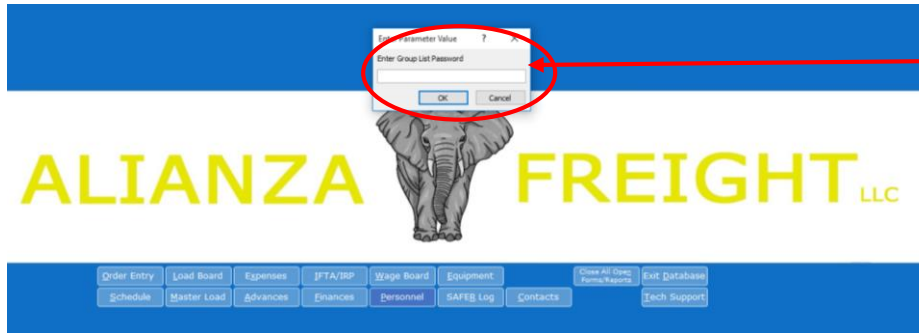 Enter Parameter Value ? X
Enter Group List Password
OK Cancel
ALIANZA FREIGHT LLC
Order Entry Load Board Expenses IFTA/IRP Wage Board Equipment Close All Open Forms/Reports Exit Database
Schedule Master Load Advances Finances Personnel SAFER Log Contacts Tech Support